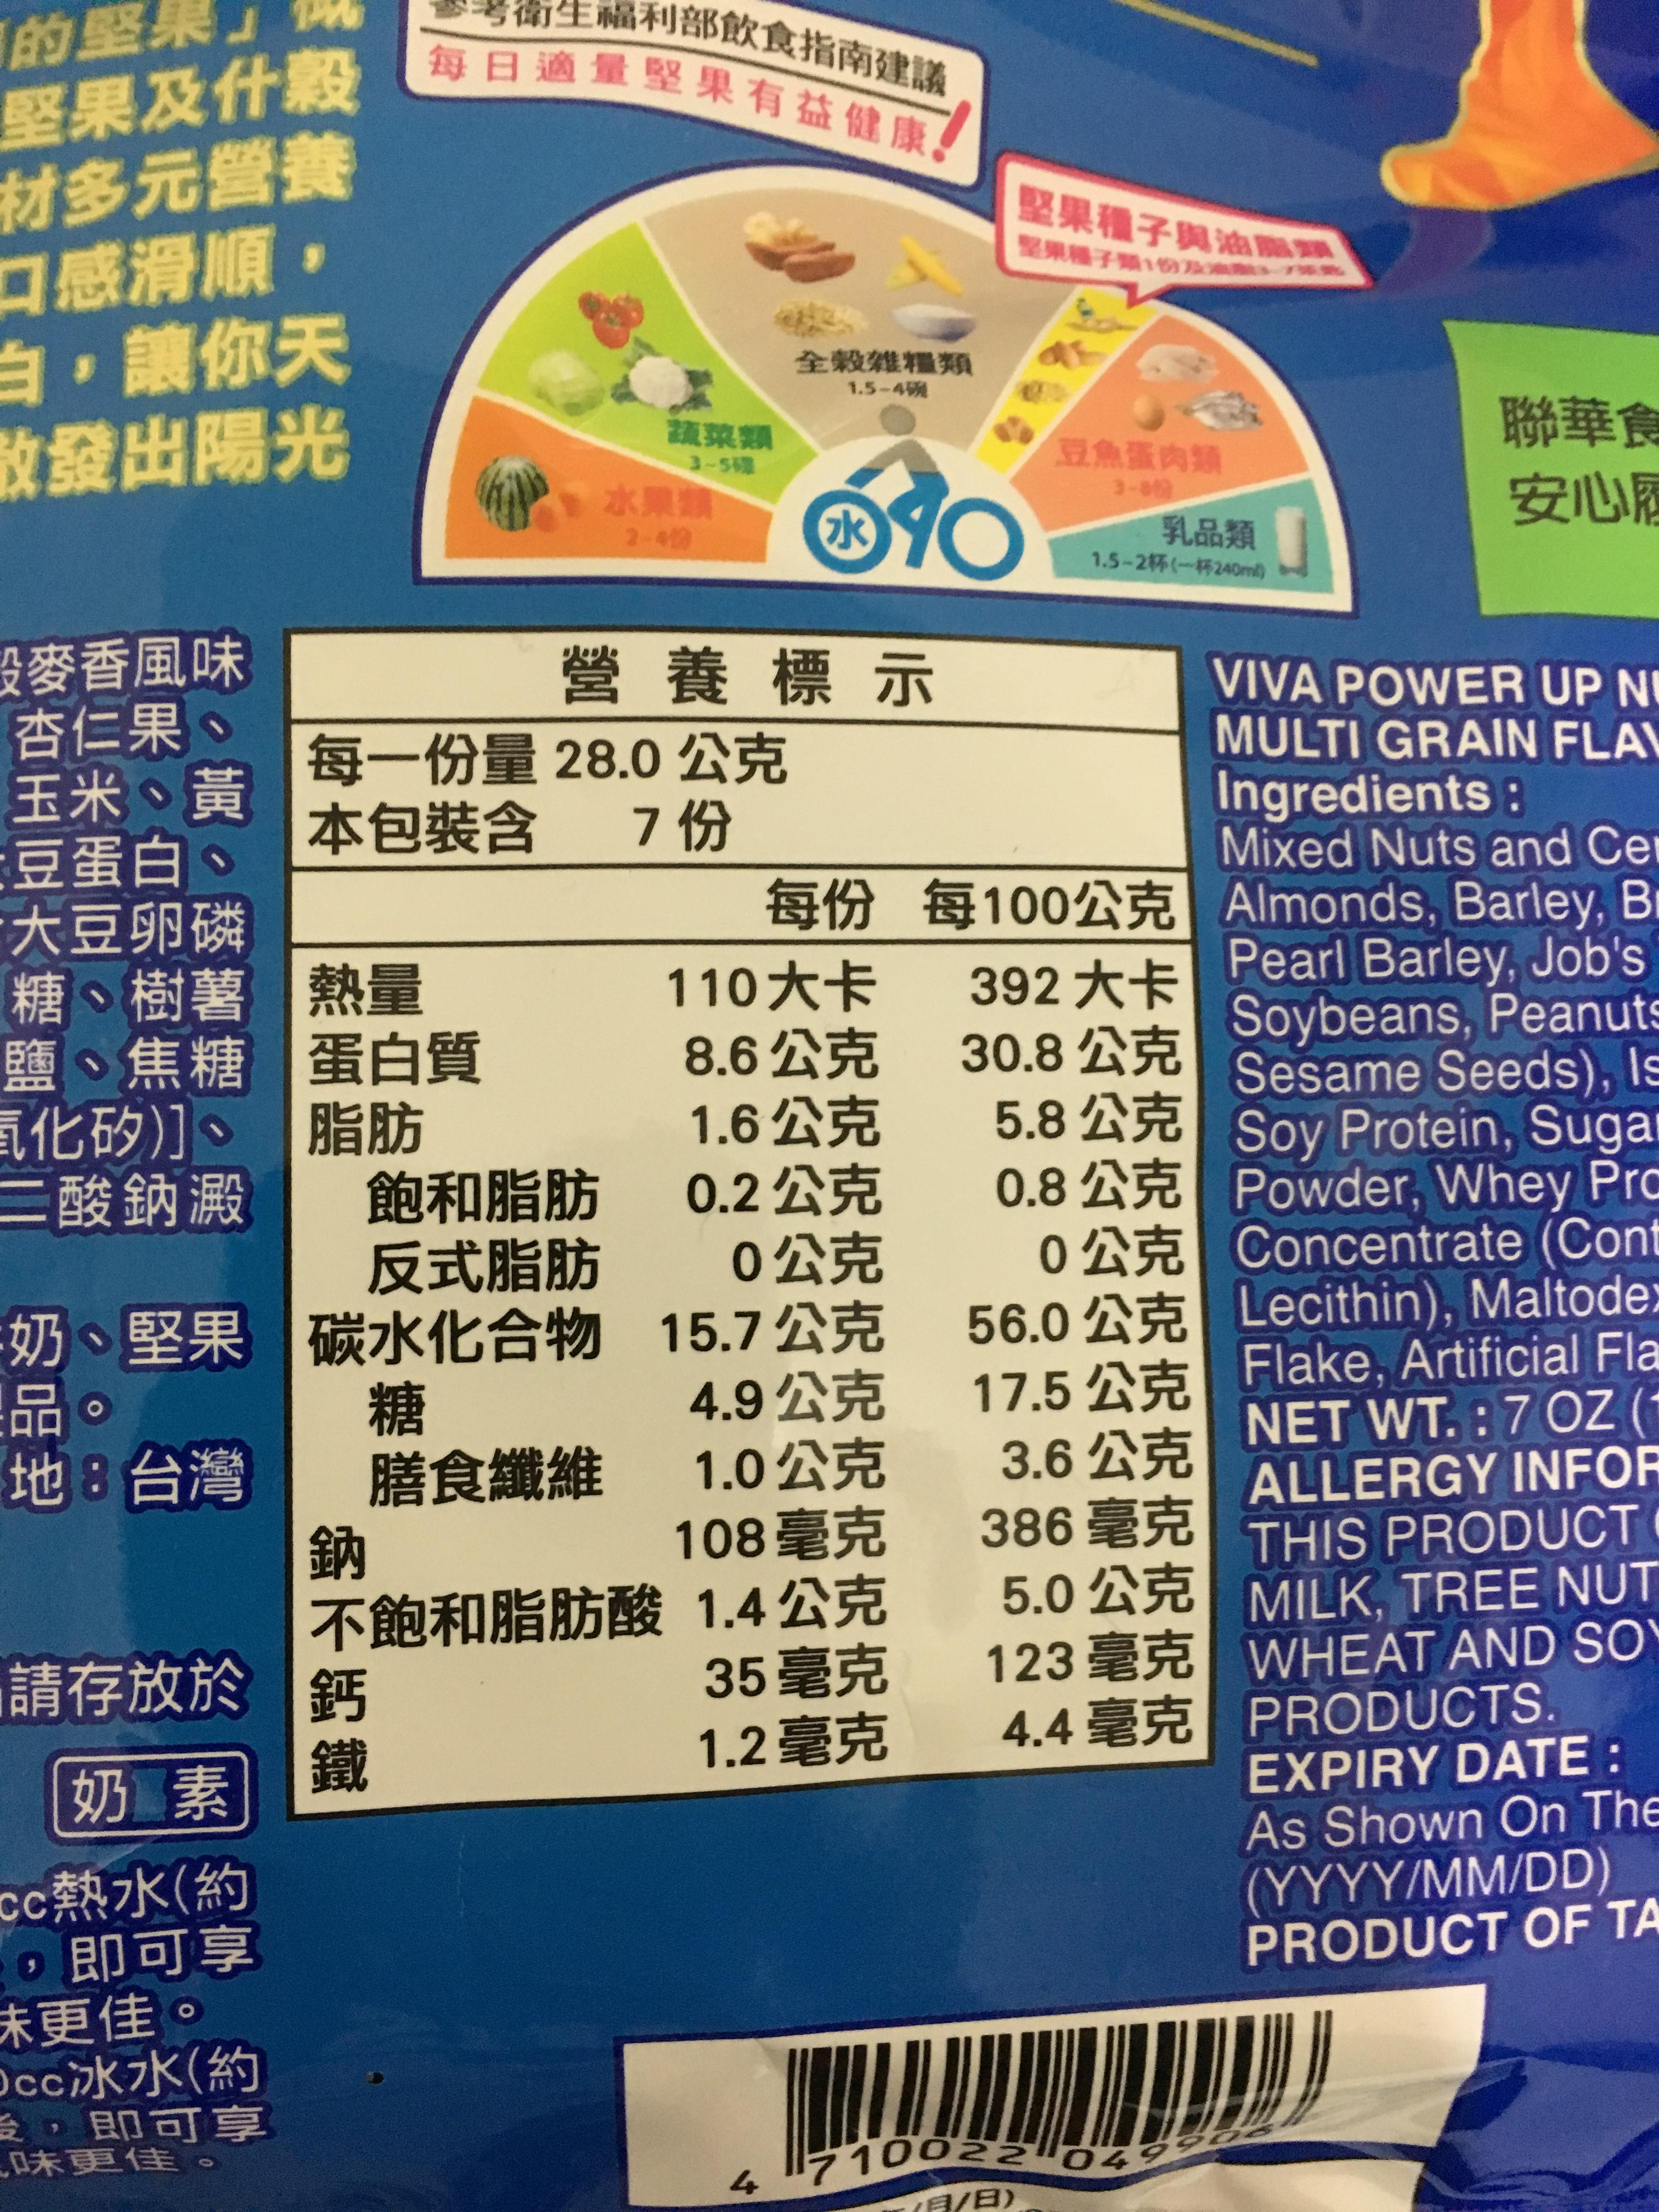 的堅果」概
堅果及什穀
材多元營養
口感滑順，
白，讓你天
散發出陽光
參考衛生福利部飲食指南建議
每日適量堅果有益健康!
堅果種子與油脂類
全穀雜糧類
1.5-4碗
蔬菜類
3-5碟
水果類
2-4份
豆魚蛋肉類
3-8份
乳品類
1.5-2杯(一杯240ml)
水
聯華食
安心履
穀麥香風味
杏仁果、
玉米、黃
豆蛋白、
大豆卵磷
糖、樹薯
鹽、焦糖
氧化矽)]、
二酸鈉澱
奶、堅果
品。
地：台灣
請存放於
奶 素
cc熱水(約
，即可享
味更佳。
cc冰水(約
後，即可享
味更佳。
營養標示
每一份量 28.0 公克
本包裝含 7 份
每份 每100公克
熱量 110 大卡 392 大卡
蛋白質 8.6 公克 30.8 公克
脂肪 1.6 公克 5.8 公克
飽和脂肪 0.2 公克 0.8 公克
反式脂肪 0 公克 0 公克
碳水化合物 15.7 公克 56.0 公克
糖 4.9 公克 17.5 公克
膳食纖維 1.0 公克 3.6 公克
鈉 108 毫克 386 毫克
不飽和脂肪酸 1.4 公克 5.0 公克
鈣 35 毫克 123 毫克
鐵 1.2 毫克 4.4 毫克
VIVA POWER UP
MULTI GRAIN
Ingredients :
Mixed Nuts and
Almonds, Barley,
Pearl Barley, Job's
Soybeans, Peanuts
Sesame Seeds),
Soy Protein, Sugar
Powder, Whey
Concentrate
Lecithin),
Flake, Artificial
NET WT. : 7 OZ
ALLERGY
THIS PRODUCT
MILK, TREE NUT
WHEAT AND SOY
PRODUCTS.
EXPIRY DATE :
As Shown On The
(YYYY/MM/DD)
PRODUCT OF
4 710022 049906
/月/日)